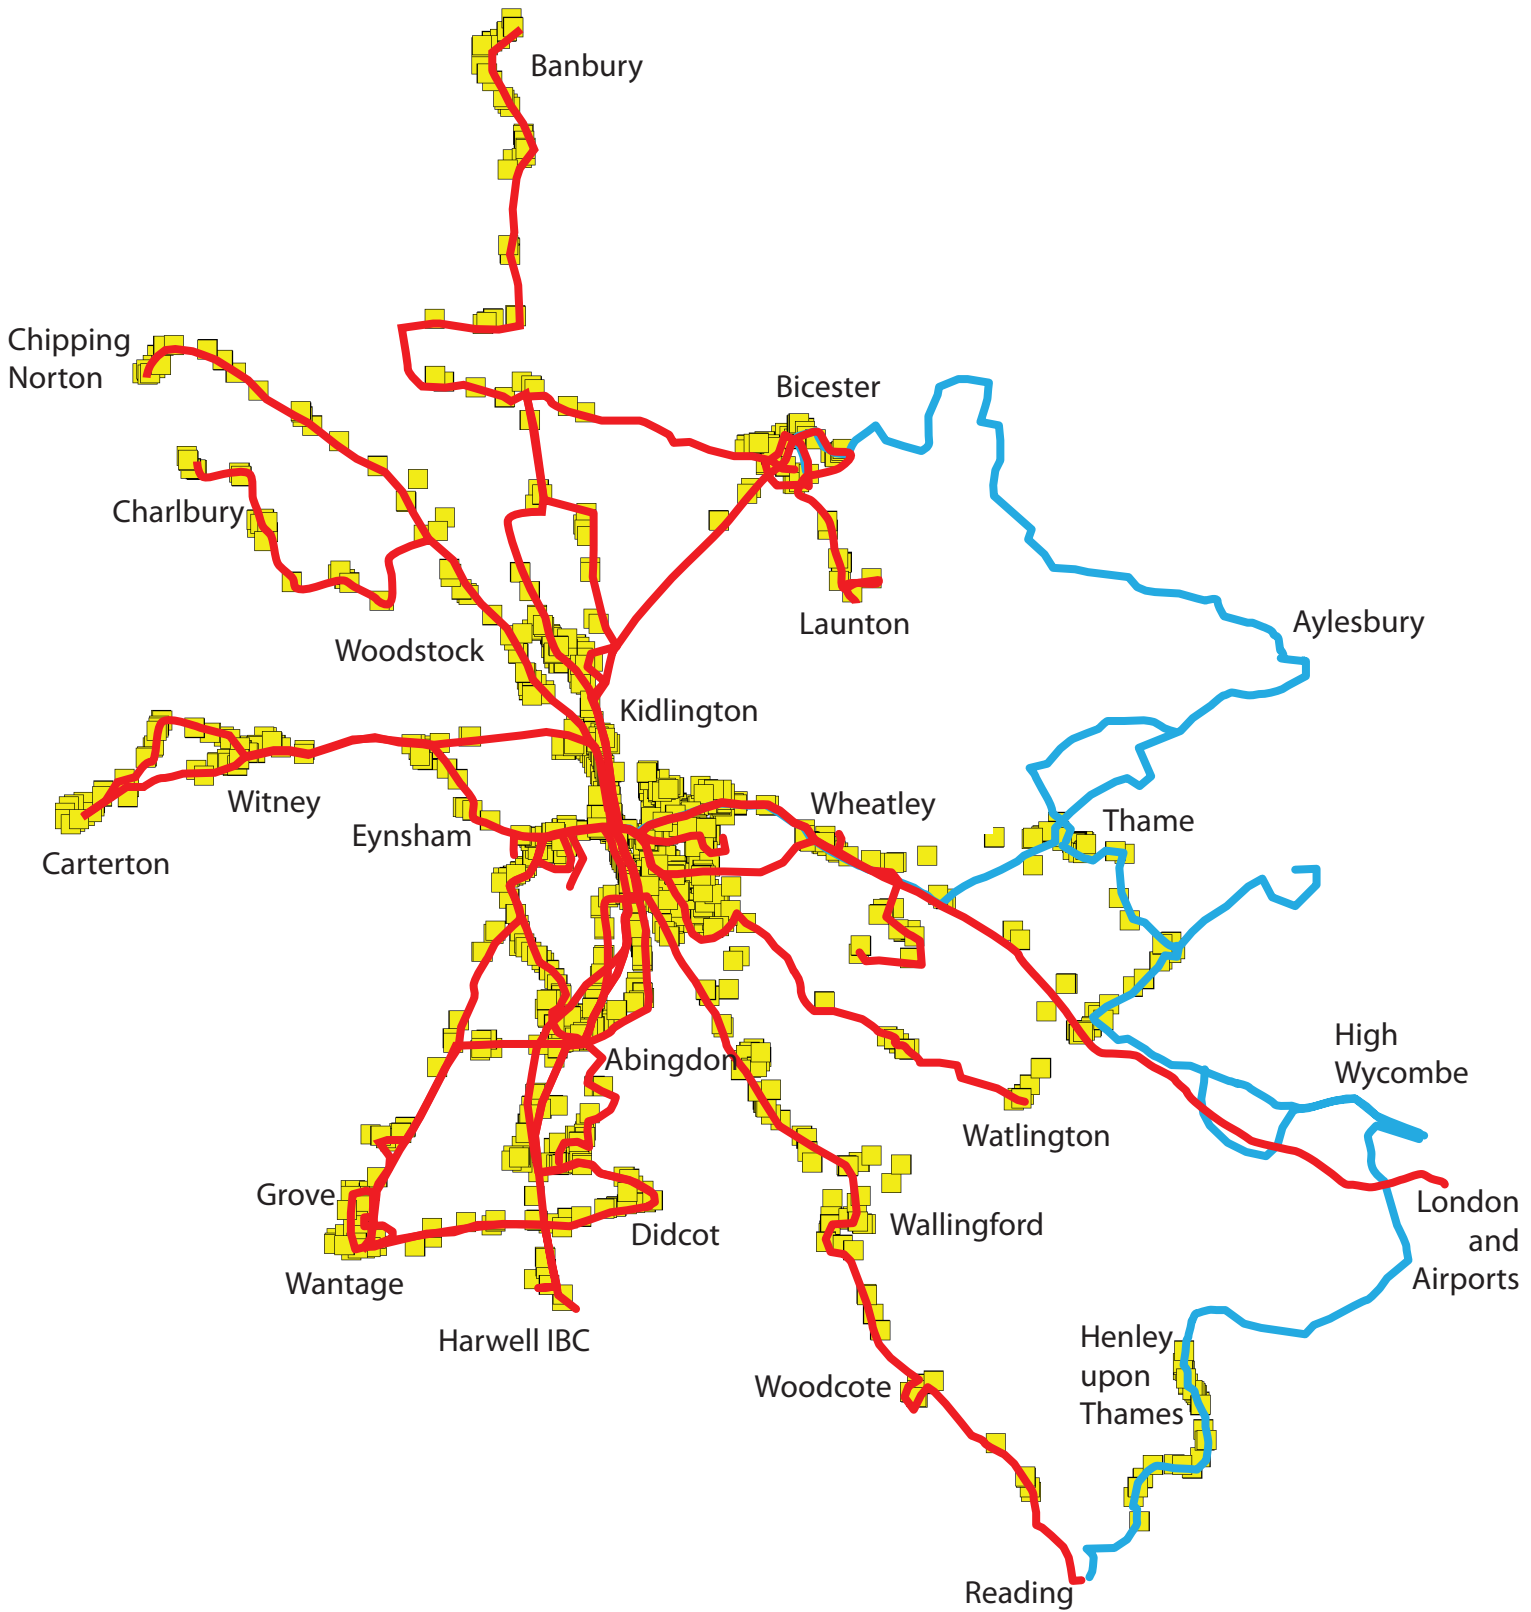 Banbury
Chipping
Norton
Bicester
Charlbury
Launton
Aylesbury
Woodstock
Kidlington
Witney
Wheatley
Thame
Eynsham
Carterton
High
Wycombe
Abingdon
Watlington
Grove
London
and
Airports
Wallingford
Didcot
Wantage
Harwell IBC
Henley
upon
Thames
Woodcote
Reading